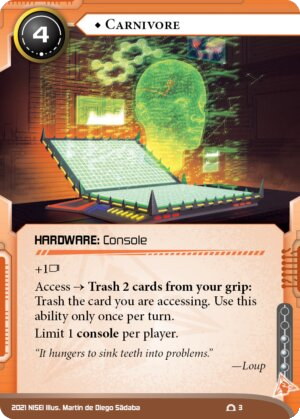 4
♦ Carnivore
HARDWARE: Console
+1
Access → Trash 2 cards from your grip:
Trash the card you are accessing. Use this
ability only once per turn.
Limit 1 console per player.
“It hungers to sink teeth into problems.”
—Loup
2021 NISEI Illus. Martin de Diego Sádaba
3